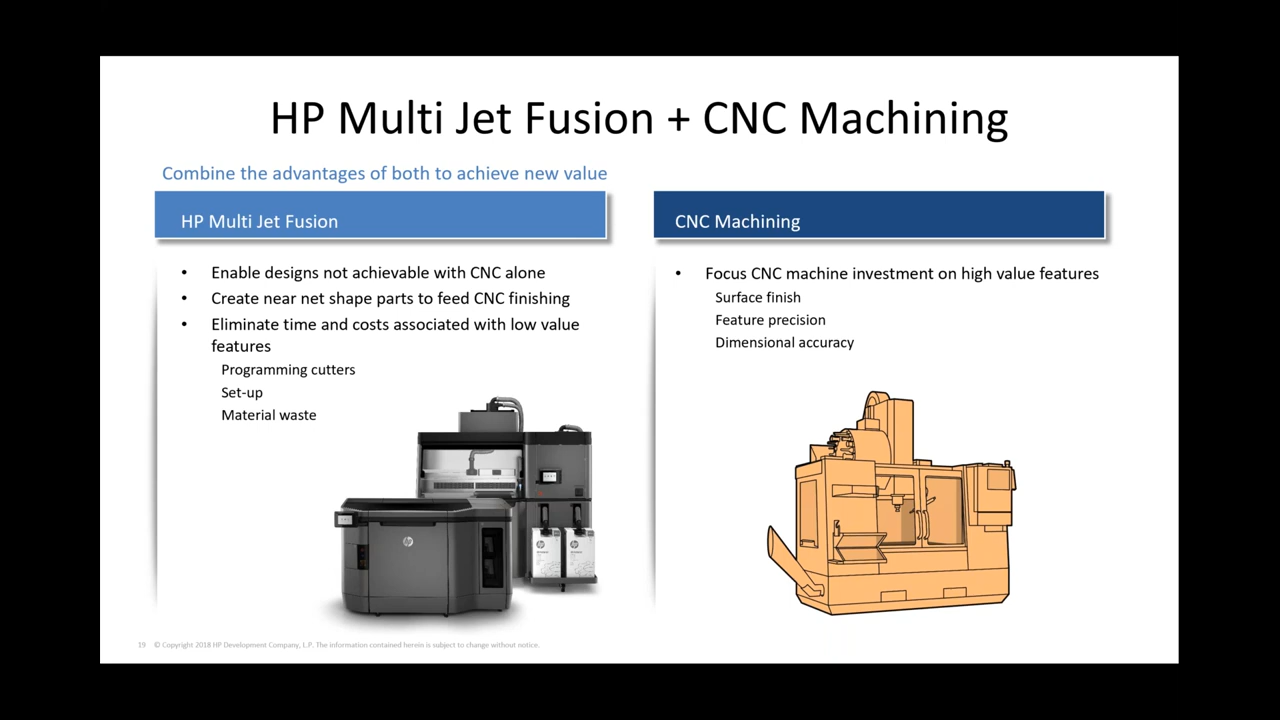 HP Multi Jet Fusion + CNC Machining
Combine the advantages of both to achieve new value
HP Multi Jet Fusion
• Enable designs not achievable with CNC alone
• Create near net shape parts to feed CNC finishing
• Eliminate time and costs associated with low value
features
Programming cutters
Set-up
Material waste
CNC Machining
• Focus CNC machine investment on high value features
Surface finish
Feature precision
Dimensional accuracy
19 © Copyright 2018 HP Development Company, L.P. The information contained herein is subject to change without notice.